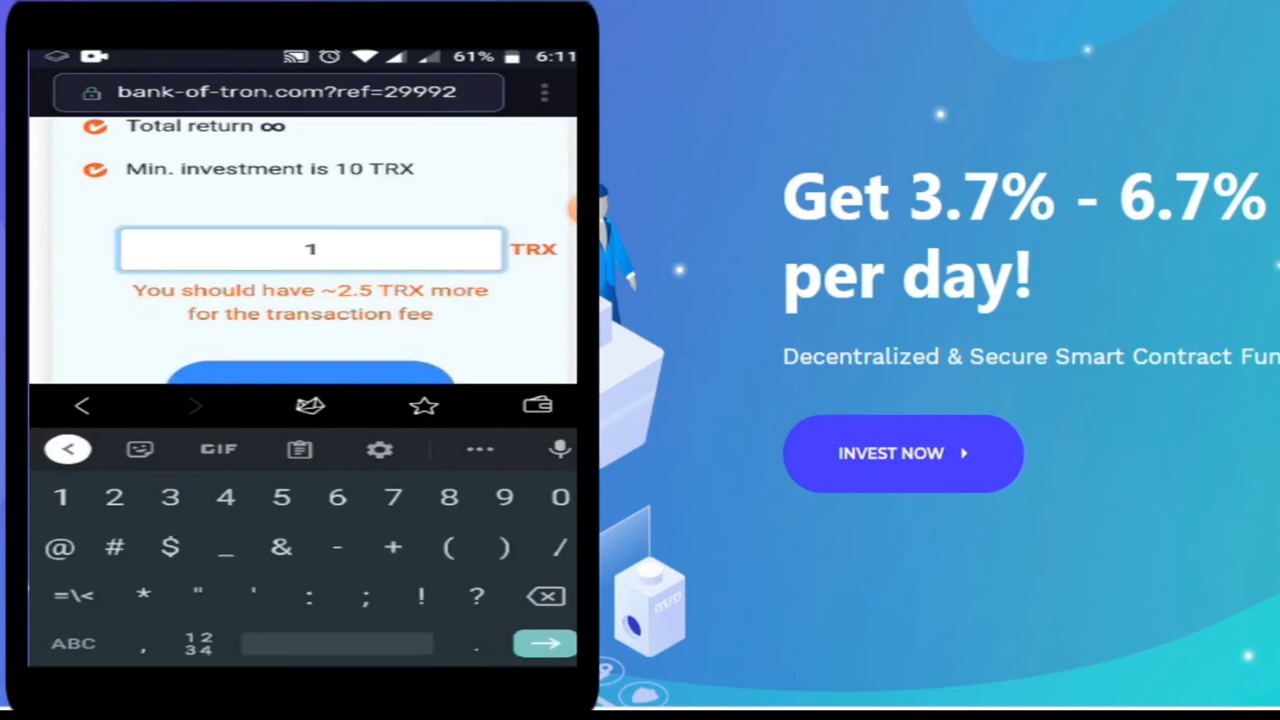 61% 6:11
bank-of-tron.com?ref=29992
Total return ∞
Min. investment is 10 TRX
1 TRX
You should have ~2.5 TRX more
for the transaction fee
GIF
1 2 3 4 5 6 7 8 9 0
@ # $ _ & - + ( ) /
=\< * " ' : ; ! ?
ABC , 12 34 .
Get 3.7% - 6.7%
per day!
Decentralized & Secure Smart Contract Fun
INVEST NOW